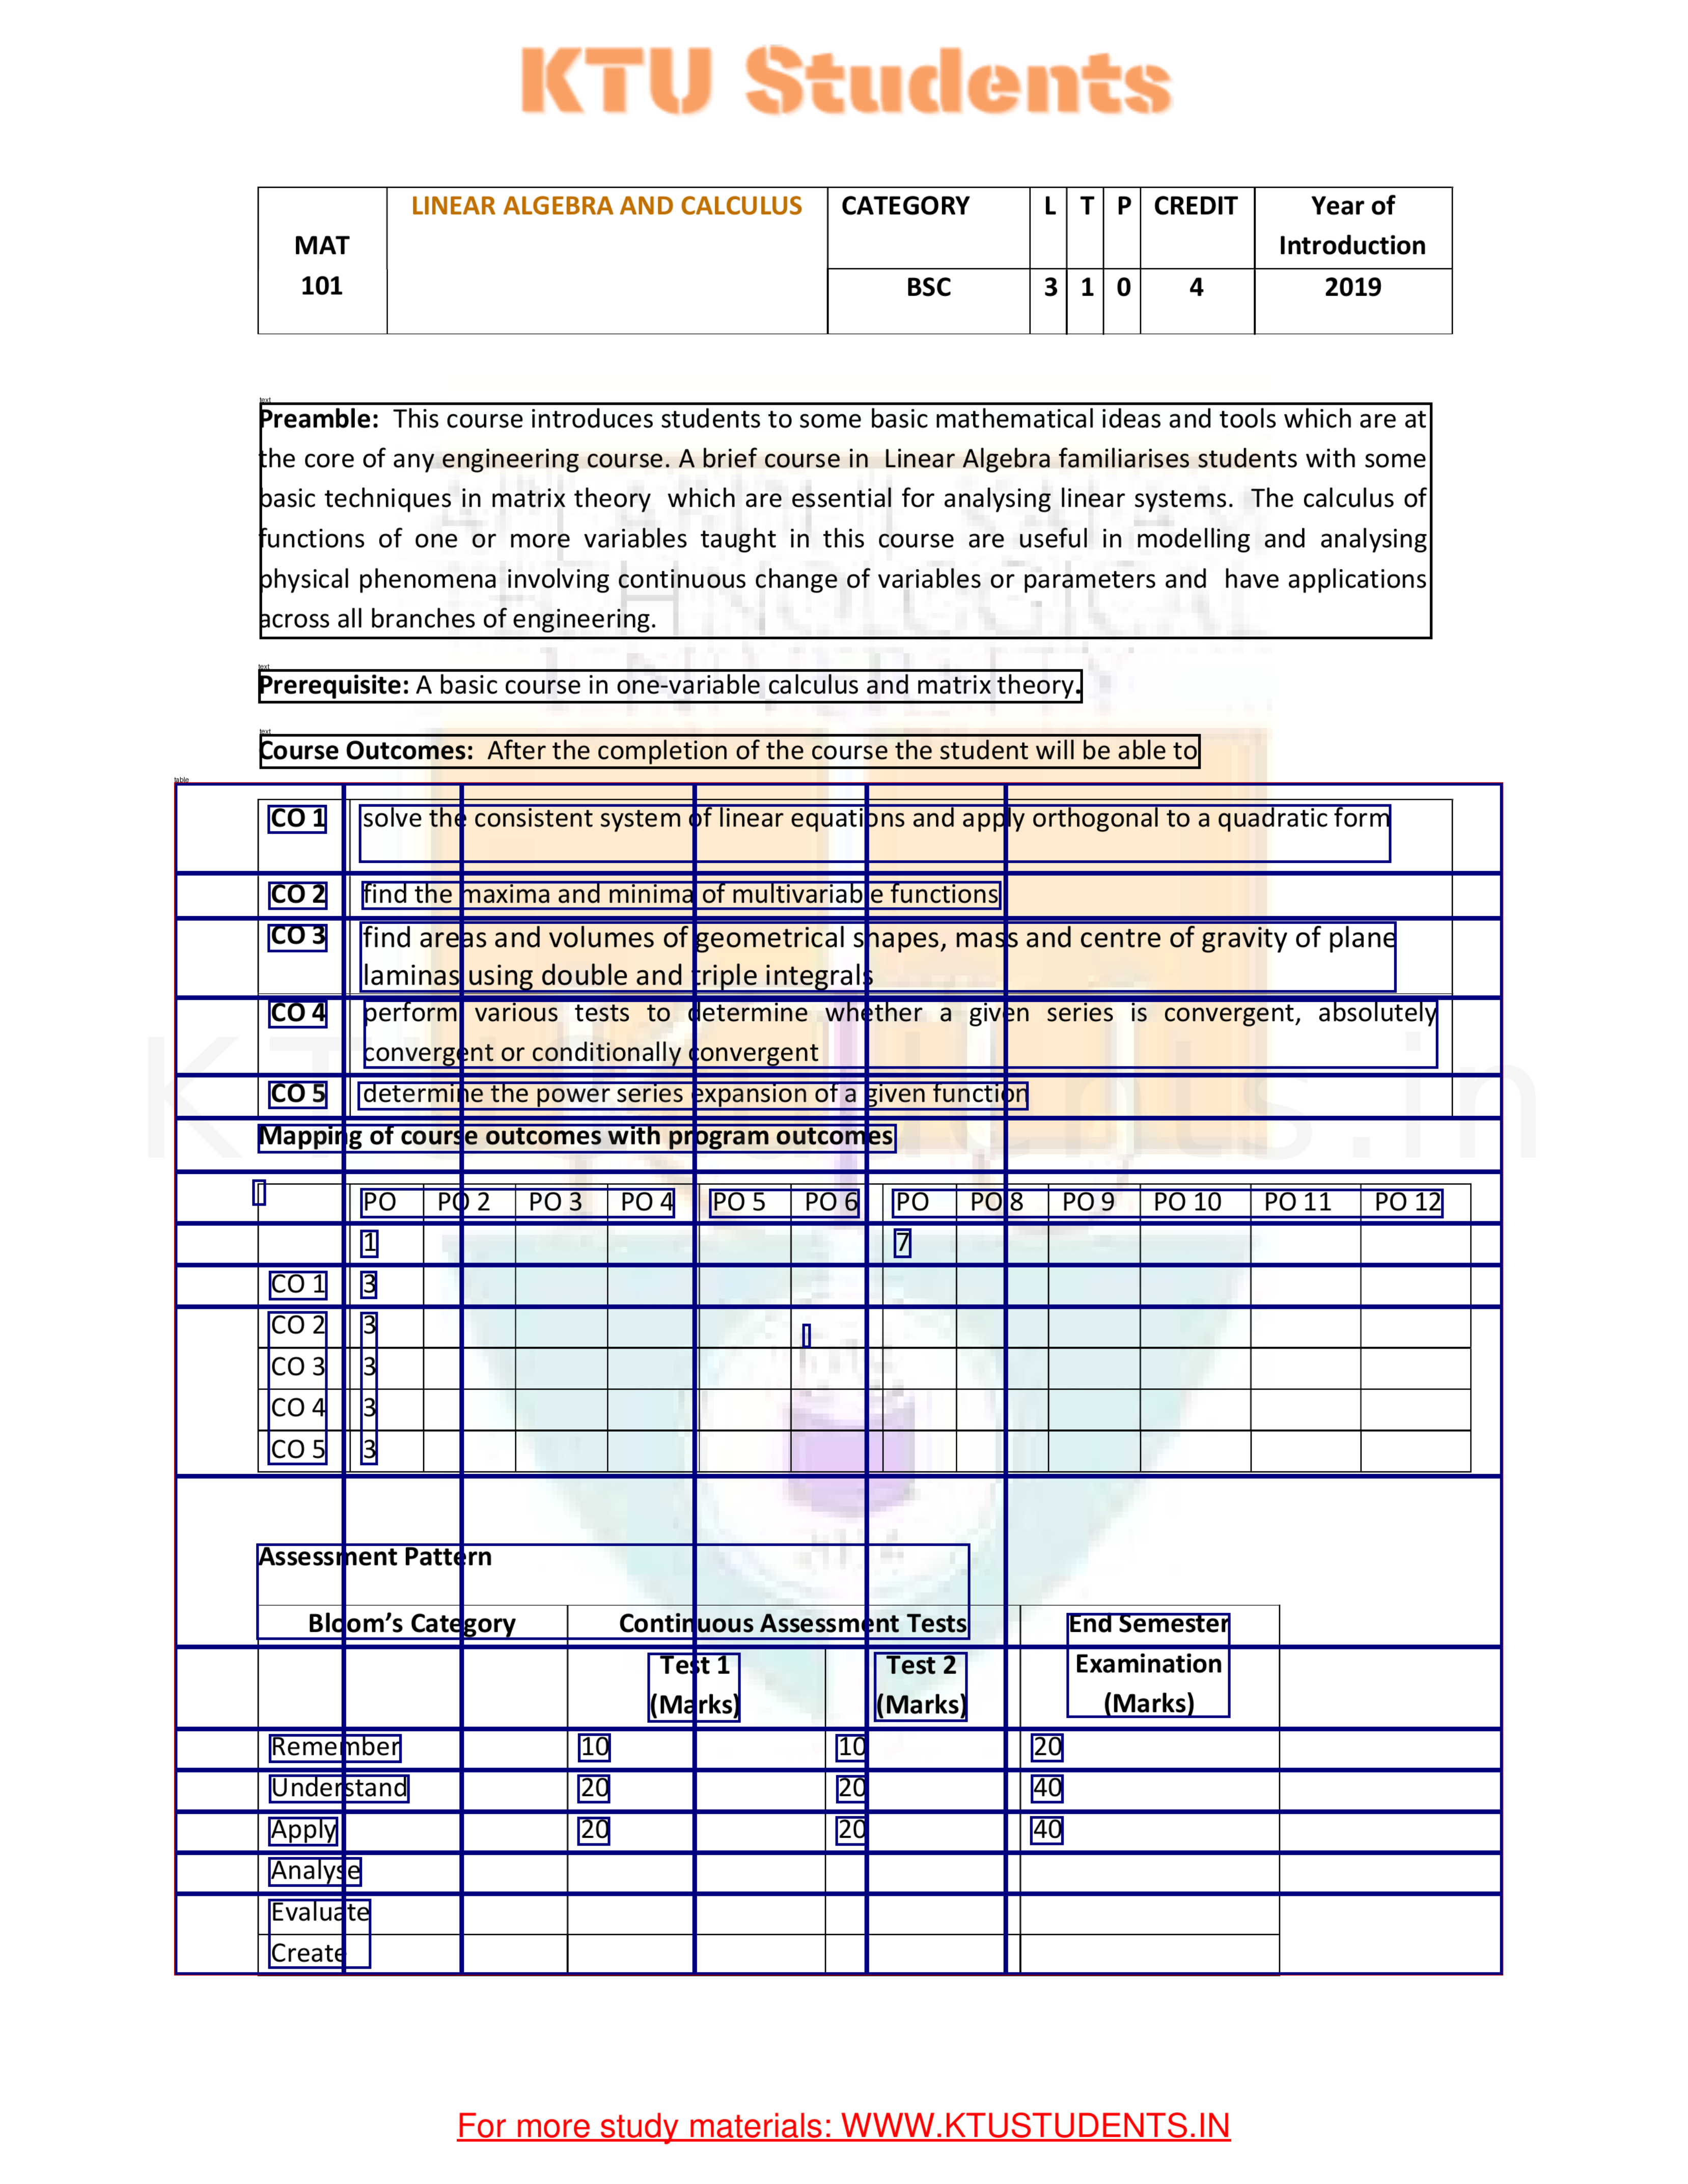 KTU Students
MAT 101 LINEAR ALGEBRA AND CALCULUS CATEGORY L T P CREDIT Year of Introduction
BSC 3 1 0 4 2019
text
Preamble: This course introduces students to some basic mathematical ideas and tools which are at
the core of any engineering course. A brief course in Linear Algebra familiarises students with some
basic techniques in matrix theory which are essential for analysing linear systems. The calculus of
functions of one or more variables taught in this course are useful in modelling and analysing
physical phenomena involving continuous change of variables or parameters and have applications
across all branches of engineering.
text
Prerequisite: A basic course in one-variable calculus and matrix theory.
text
Course Outcomes: After the completion of the course the student will be able to
table
CO 1 solve the consistent system of linear equations and apply orthogonal to a quadratic form
CO 2 find the maxima and minima of multivariable functions
CO 3 find areas and volumes of geometrical shapes, mass and centre of gravity of plane
laminas using double and triple integrals
CO 4 perform various tests to determine whether a given series is convergent, absolutely
convergent or conditionally convergent
CO 5 determine the power series expansion of a given function
Mapping of course outcomes with program outcomes
PO 1 PO 2 PO 3 PO 4 PO 5 PO 6 PO 7 PO 8 PO 9 PO 10 PO 11 PO 12
CO 1 3
CO 2 3
CO 3 3
CO 4 3
CO 5 3
Assessment Pattern
Bloom's Category Continuous Assessment Tests End Semester
Test 1 Test 2 Examination
(Marks) (Marks) (Marks)
Remember 10 10 20
Understand 20 20 40
Apply 20 20 40
Analyse
Evaluate
Create
For more study materials: WWW.KTUSTUDENTS.IN